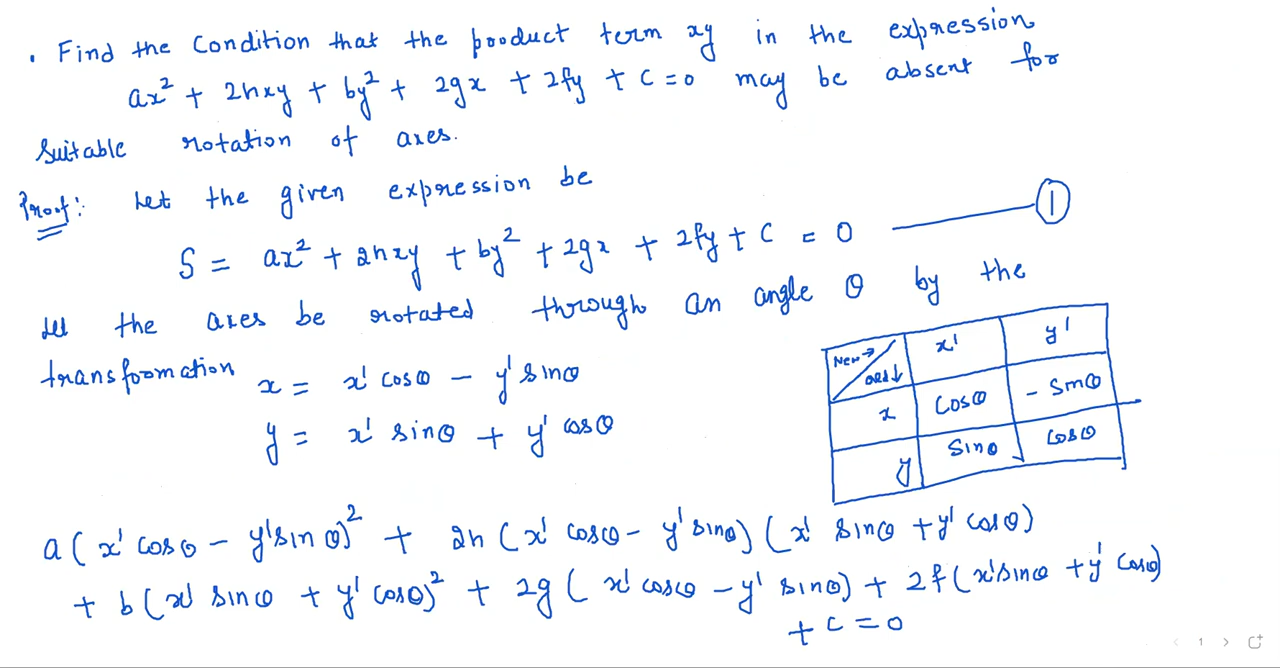 . Find the Condition that the product term xy in the expression
ax² + 2hxy + by² + 2gx + 2fy + c = 0 may be absent for
suitable rotation of axes.
Proof: Let the given expression be
S = ax² + 2hxy + by² + 2gx + 2fy + c = 0 ——— ①
Let the axes be rotated through an angle θ by the
transformation
x = x' cosθ - y' sinθ
y = x' sinθ + y' cosθ
New→ old↓ x' y'
x Cosθ - Sinθ
y Sinθ Cosθ
a(x' cosθ - y'sinθ)² + 2h(x' cosθ - y' sinθ)(x' sinθ + y' cosθ)
+ b(x' sinθ + y' cosθ)² + 2g(x' cosθ - y' sinθ) + 2f(x'sinθ + y' cosθ)
+ c = 0
< 1 >